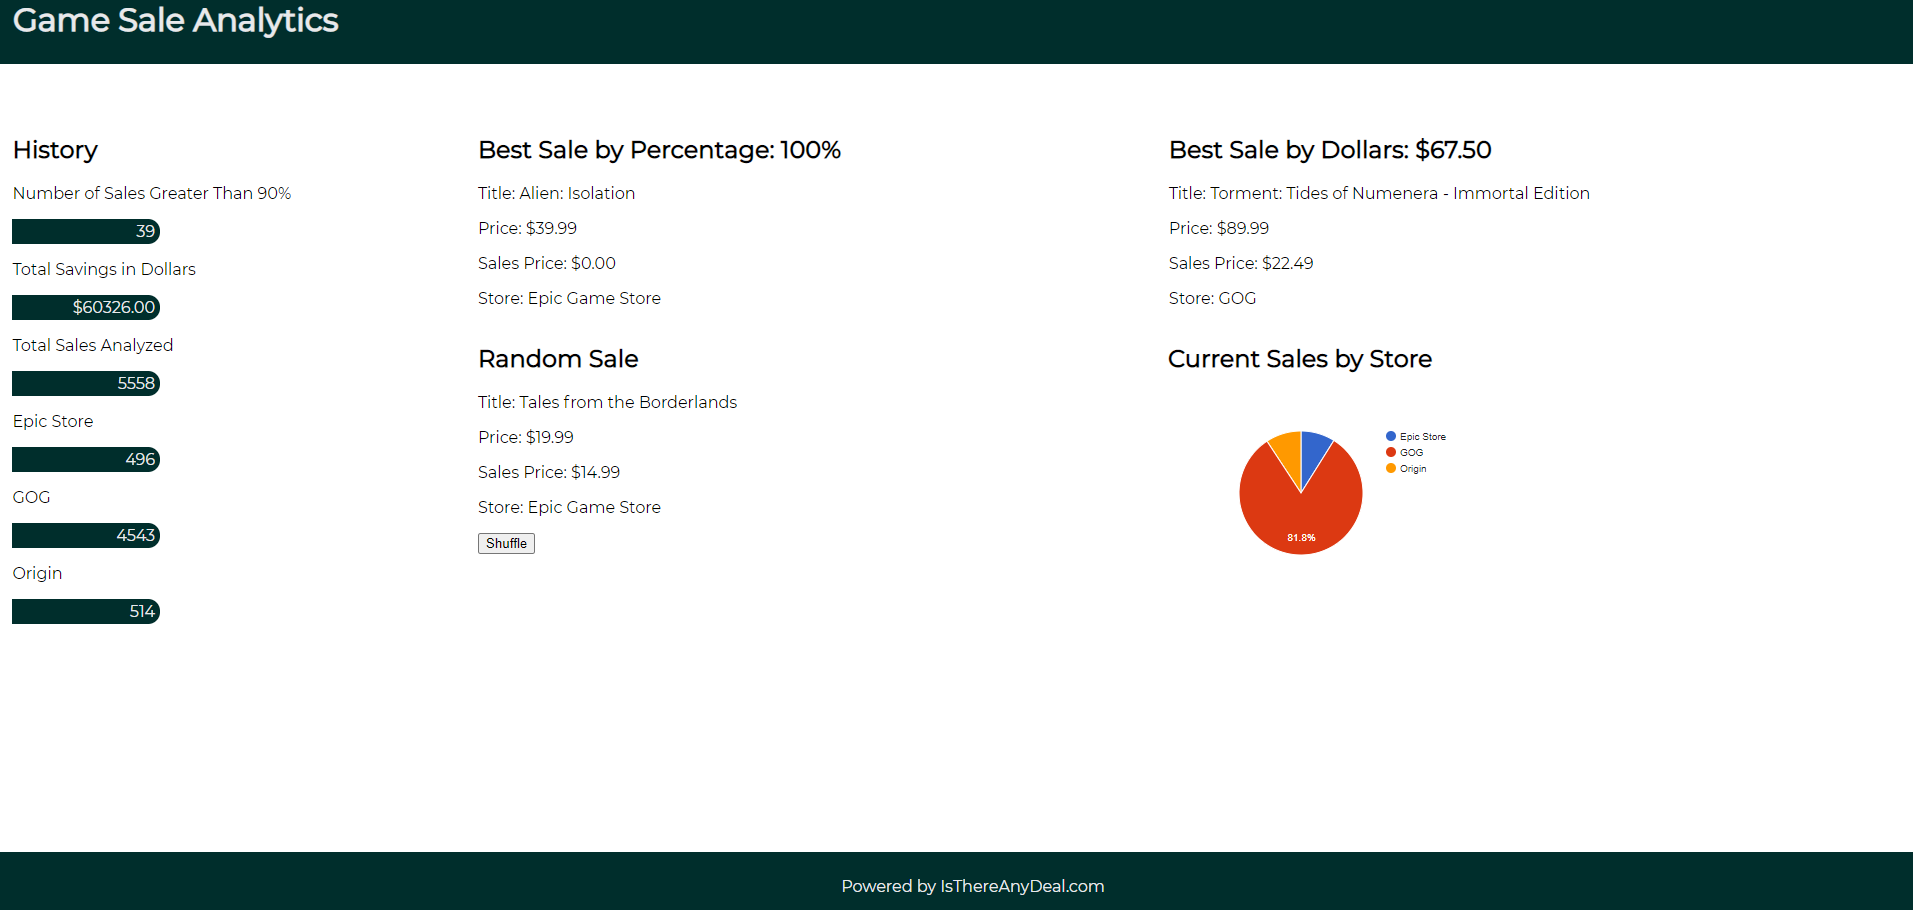 Game Sale Analytics
History
Number of Sales Greater Than 90%
39
Total Savings in Dollars
$60326.00
Total Sales Analyzed
5558
Epic Store
496
GOG
4543
Origin
514
Best Sale by Percentage: 100%
Title: Alien: Isolation
Price: $39.99
Sales Price: $0.00
Store: Epic Game Store
Random Sale
Title: Tales from the Borderlands
Price: $19.99
Sales Price: $14.99
Store: Epic Game Store
Shuffle
Best Sale by Dollars: $67.50
Title: Torment: Tides of Numenera - Immortal Edition
Price: $89.99
Sales Price: $22.49
Store: GOG
Current Sales by Store
Epic Store
GOG
Origin
81.8%
Powered by IsThereAnyDeal.com